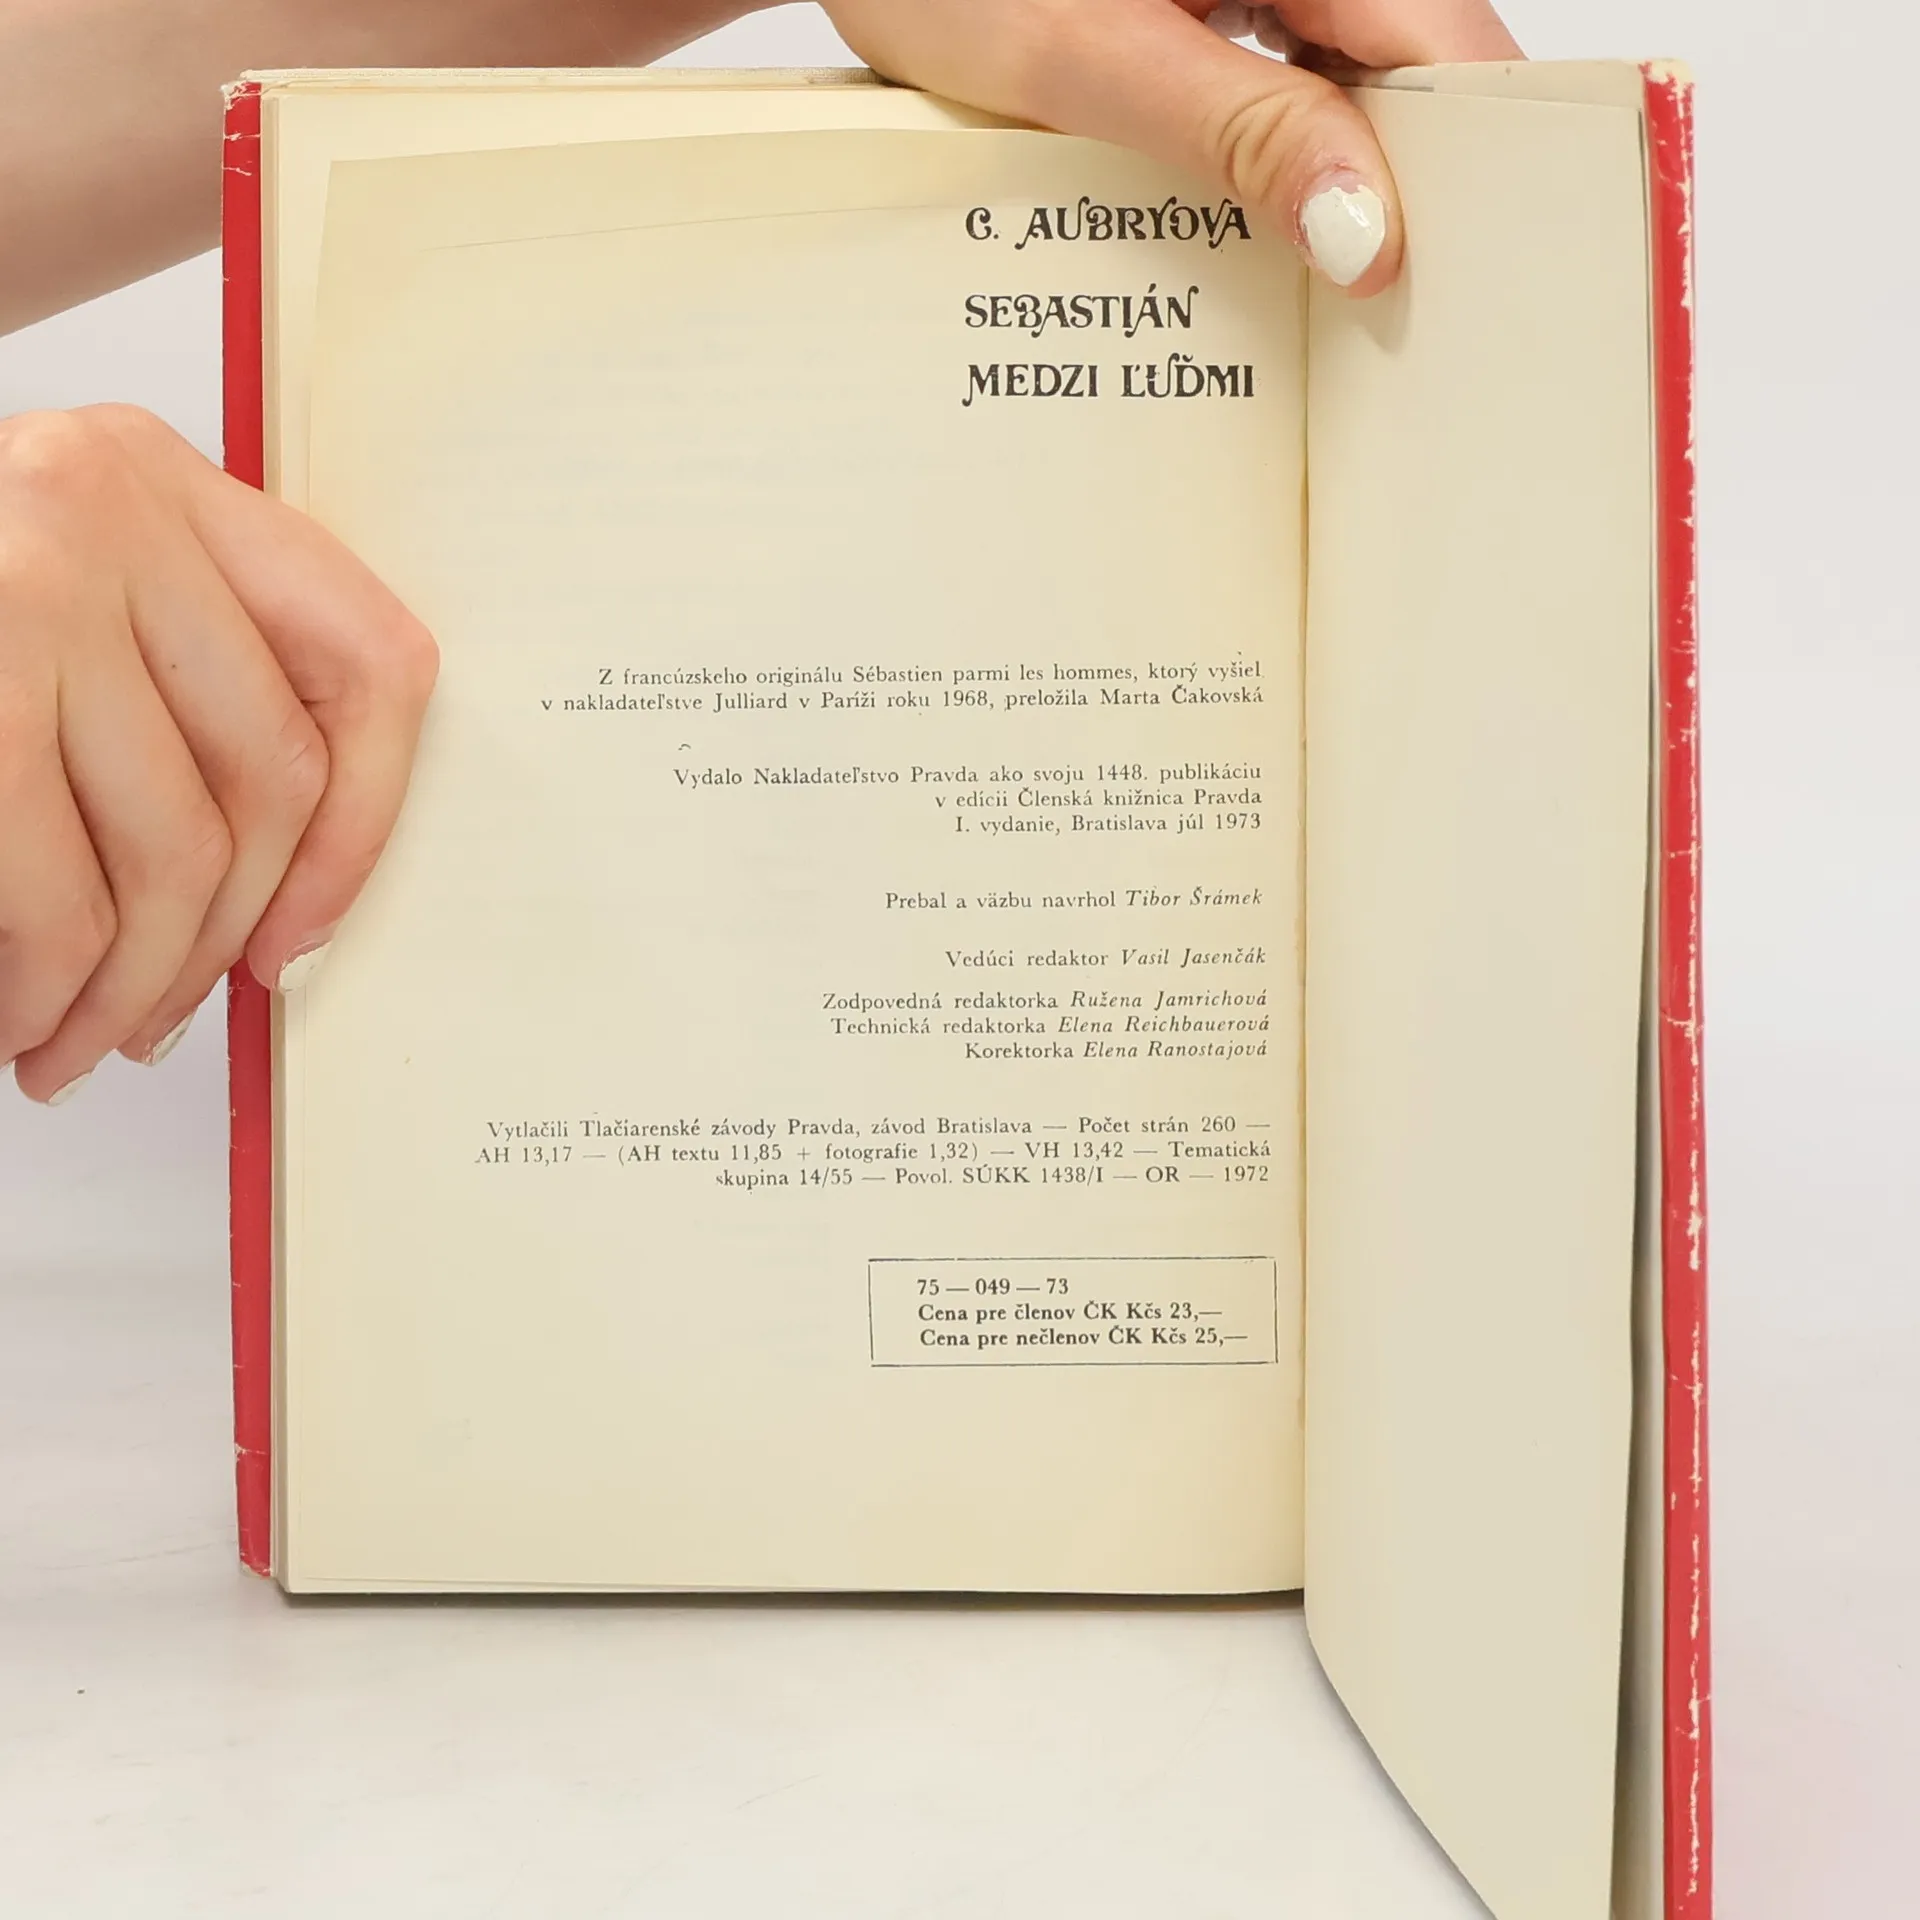 C. AUBRYOVÁ
SEBASTIÁN
MEDZI ĽUĎMI
Z francúzskeho originálu Sébastien parmi les hommes, ktorý vyšiel
v nakladateľstve Julliard v Paríži roku 1968, preložila Marta Čakovská
Vydalo Nakladateľstvo Pravda ako svoju 1448. publikáciu
v edícii Členská knižnica Pravda
I. vydanie, Bratislava júl 1973
Prebal a väzbu navrhol Tibor Šrámek
Vedúci redaktor Vasil Jasenčák
Zodpovedná redaktorka Ružena Jamrichová
Technická redaktorka Elena Reichbauerová
Korektorka Elena Ranostajová
Vytlačili Tlačiarenské závody Pravda, závod Bratislava — Počet strán 260 —
AH 13,17 — (AH textu 11,85 + fotografie 1,32) — VH 13,42 — Tematická
skupina 14/55 — Povol. SÚKK 1438/I — OR — 1972
75 — 049 — 73
Cena pre členov ČK Kčs 23,—
Cena pre nečlenov ČK Kčs 25,—